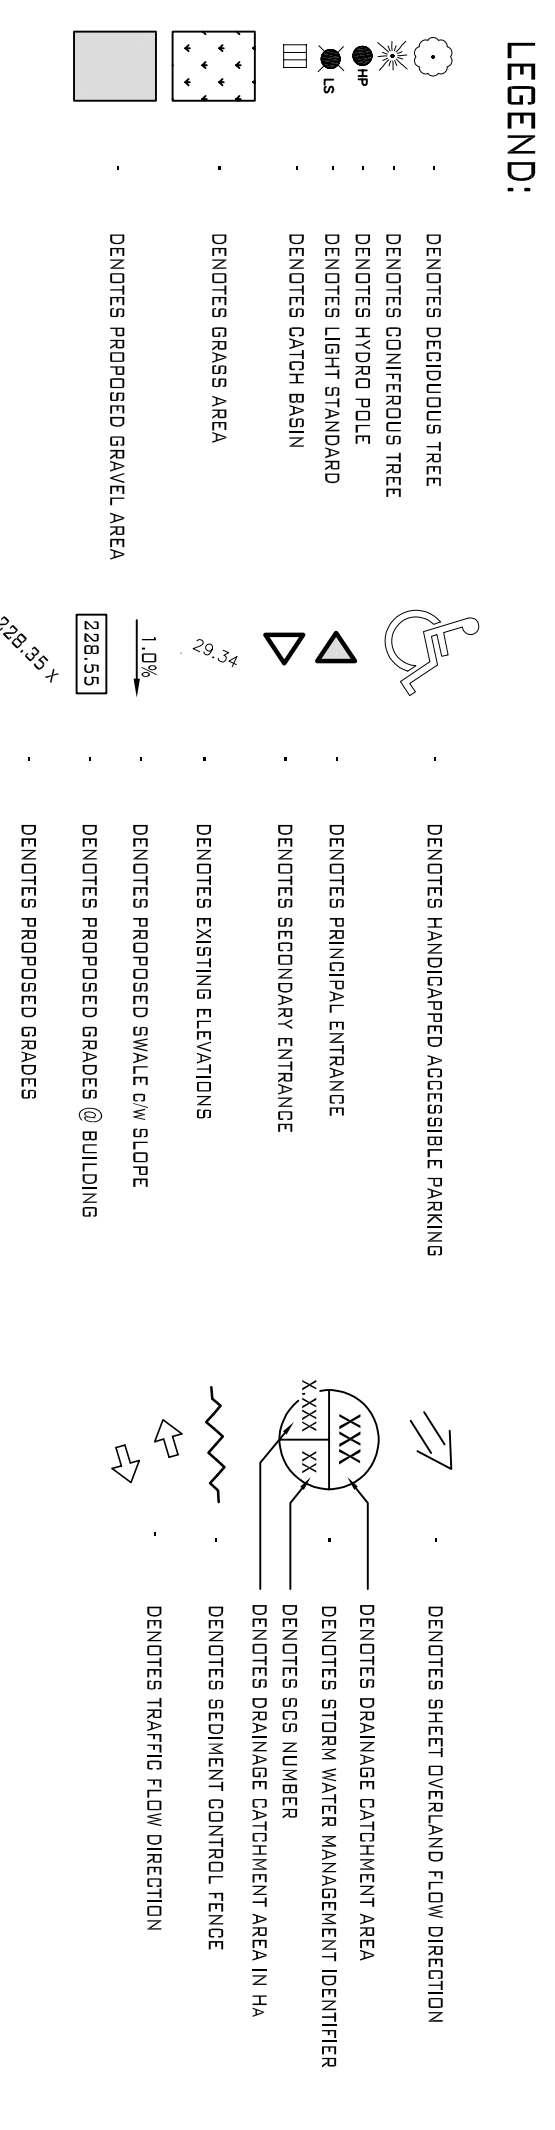 LEGEND:
DENOTES DECIDUOUS TREE
DENOTES CONIFEROUS TREE
HP
DENOTES HYDRO POLE
LS
DENOTES LIGHT STANDARD
DENOTES CATCH BASIN
DENOTES GRASS AREA
DENOTES PROPOSED GRAVEL AREA
DENOTES HANDICAPPED ACCESSIBLE PARKING
DENOTES PRINCIPAL ENTRANCE
DENOTES SECONDARY ENTRANCE
29.34
DENOTES EXISTING ELEVATIONS
1.0%
DENOTES PROPOSED SWALE C/W SLOPE
228.55
DENOTES PROPOSED GRADES @ BUILDING
228.35 X
DENOTES PROPOSED GRADES
DENOTES SHEET OVERLAND FLOW DIRECTION
XXX
X.XXX
XX
DENOTES DRAINAGE CATCHMENT AREA
DENOTES STORM WATER MANAGEMENT IDENTIFIER
DENOTES SCS NUMBER
DENOTES DRAINAGE CATCHMENT AREA IN HA
DENOTES SEDIMENT CONTROL FENCE
DENOTES TRAFFIC FLOW DIRECTION